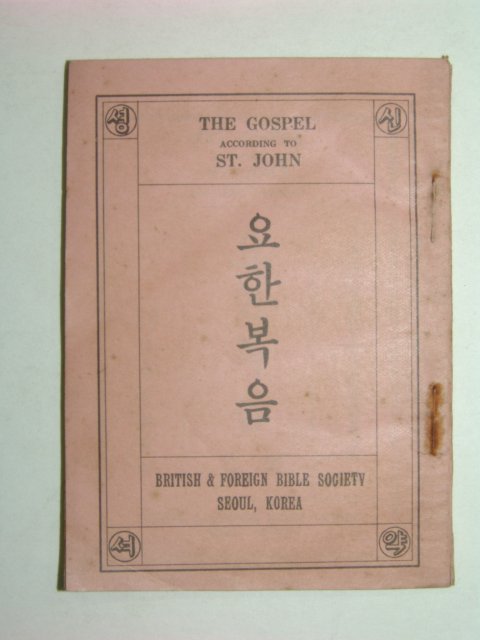 셩
신
THE GOSPEL
ACCORDING TO
ST. JOHN
요한복음
BRITISH & FOREIGN BIBLE SOCIETY
SEOUL, KOREA
셔
약